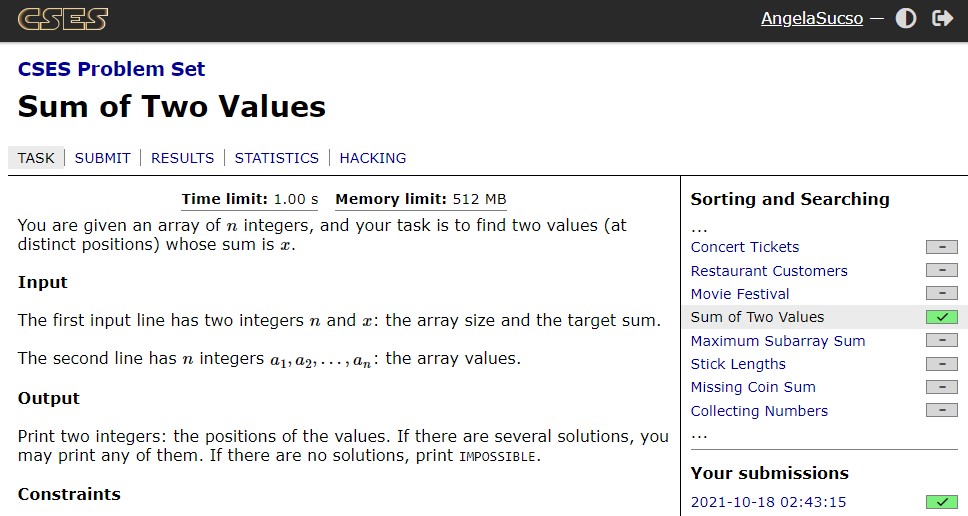 CSES
AngelaSucso —
CSES Problem Set
Sum of Two Values
TASK | SUBMIT | RESULTS | STATISTICS | HACKING
Time limit: 1.00 s Memory limit: 512 MB
You are given an array of n integers, and your task is to find two values (at
distinct positions) whose sum is x.
Input
The first input line has two integers n and x: the array size and the target sum.
The second line has n integers a₁, a₂, . . . , aₙ: the array values.
Output
Print two integers: the positions of the values. If there are several solutions, you
may print any of them. If there are no solutions, print IMPOSSIBLE.
Constraints
Sorting and Searching
...
Concert Tickets –
Restaurant Customers –
Movie Festival –
Sum of Two Values ✓
Maximum Subarray Sum –
Stick Lengths –
Missing Coin Sum –
Collecting Numbers –
...
Your submissions
2021-10-18 02:43:15 ✓